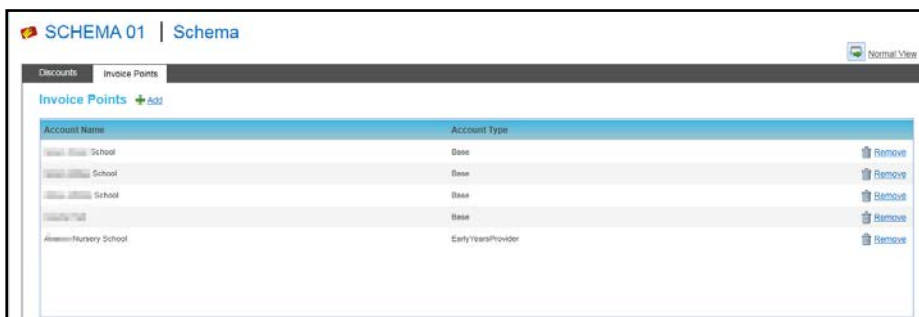 SCHEMA 01 | Schema
Normal View
Discounts Invoice Points
Invoice Points Add
Account Name Account Type
School Base Remove
School Base Remove
School Base Remove
Base Remove
Nursery School EarlyYearsProvider Remove